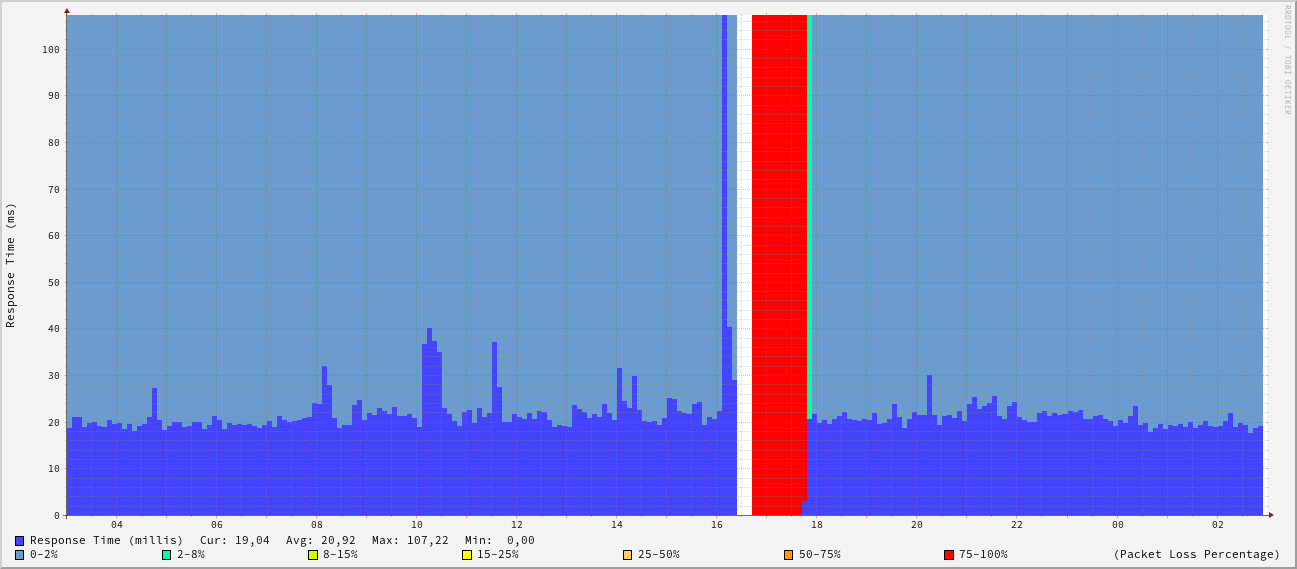 RRDTOOL / TOBI OETIKER
Response Time (ms)
100
90
80
70
60
50
40
30
20
10
0
04 06 08 10 12 14 16 18 20 22 00 02
Response Time (millis) Cur: 19,04 Avg: 20,92 Max: 107,22 Min: 0,00
0-2% 2-8% 8-15% 15-25% 25-50% 50-75% 75-100% (Packet Loss Percentage)